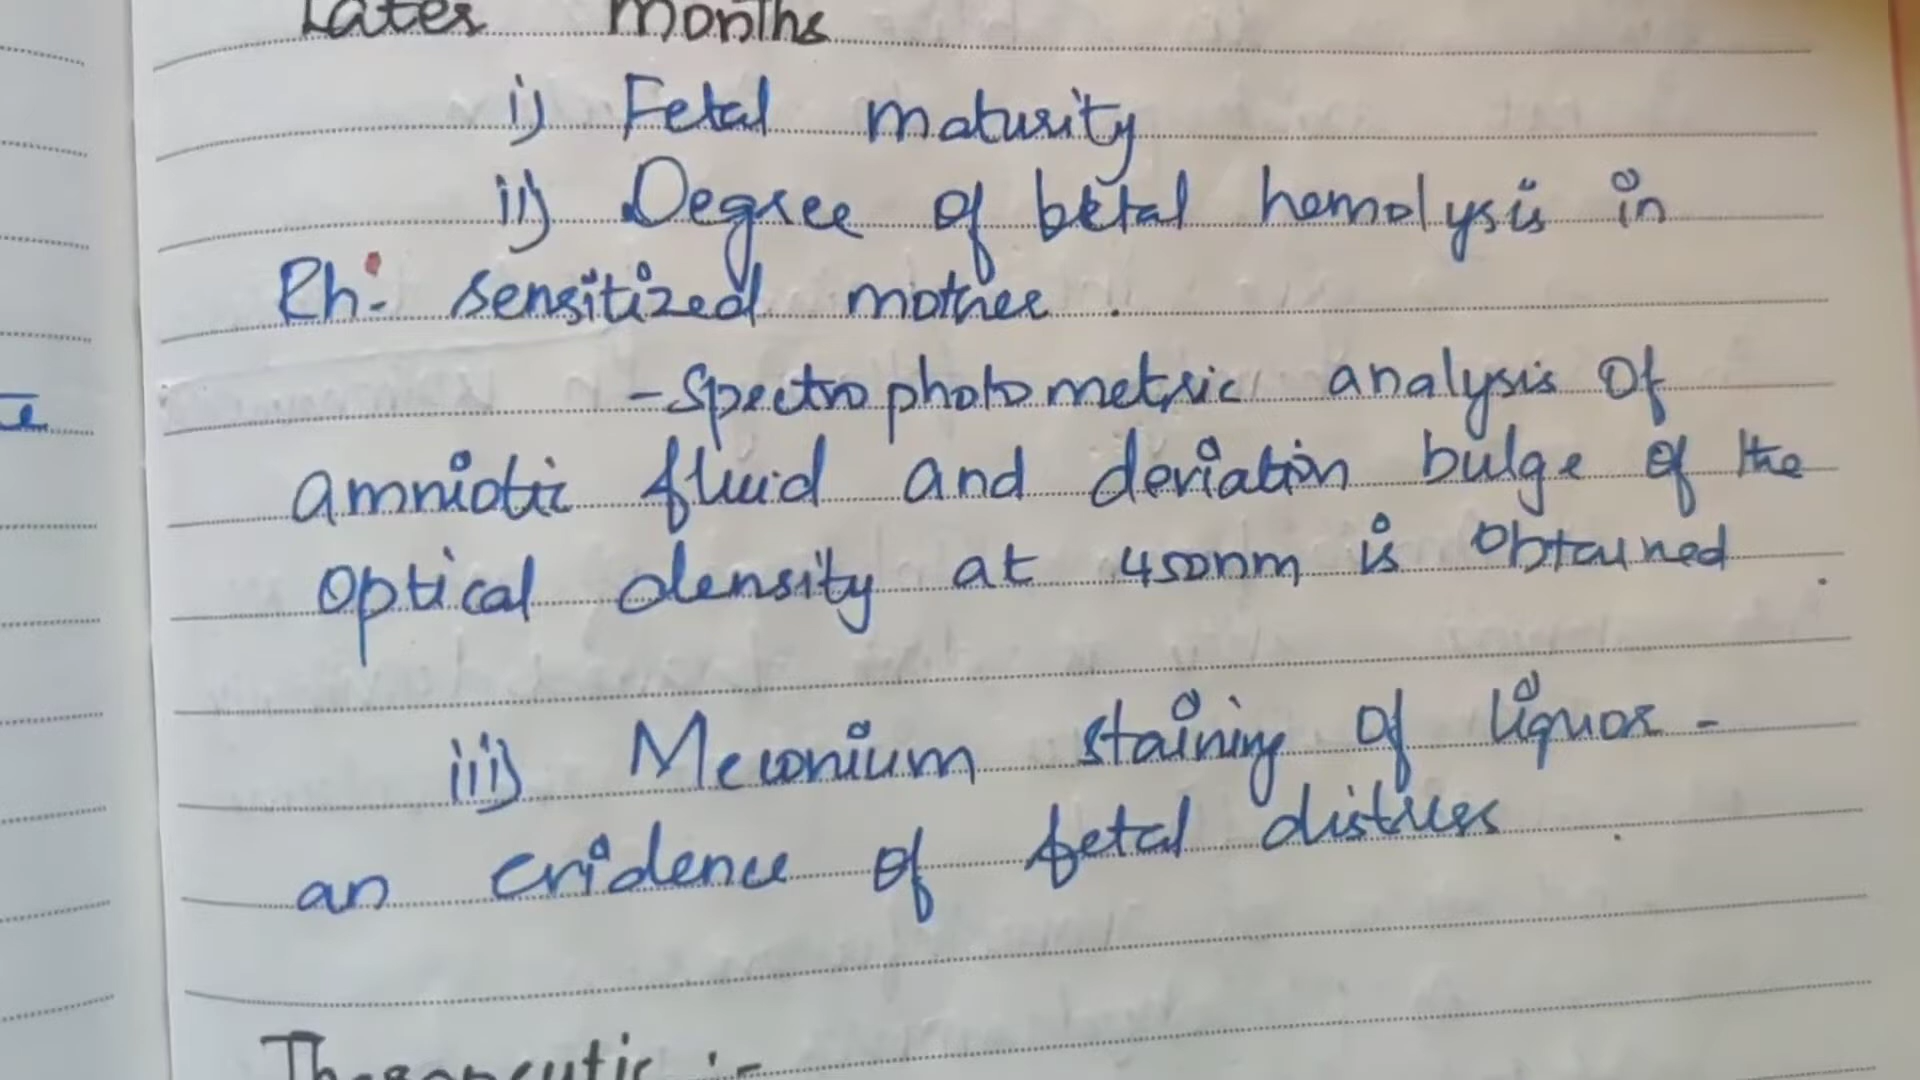 Later months
i) Fetal maturity
ii) Degree of fetal hemolysis in
Rh- sensitized mother.
- Spectrophotometric analysis of
amniotic fluid and deviation bulge of the
optical density at 450nm is obtained.
iii) Meconium staining of liquor -
an evidence of fetal distress.
Therapeutic :-